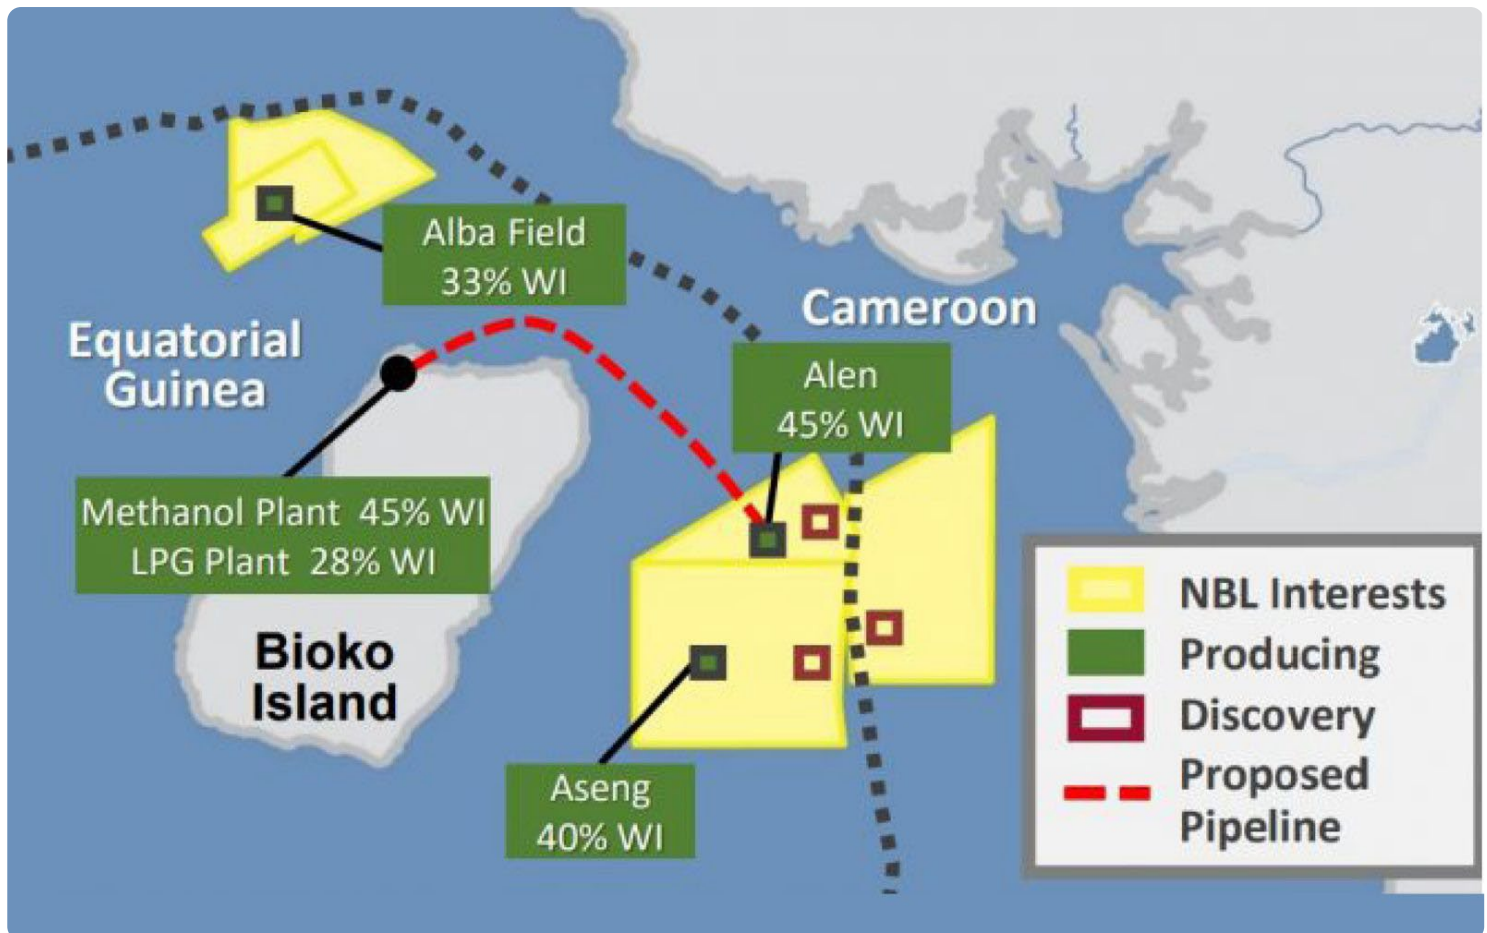 Alba Field
33% WI
Equatorial
Guinea
Cameroon
Alen
45% WI
Methanol Plant 45% WI
LPG Plant 28% WI
Bioko
Island
Aseng
40% WI
NBL Interests
Producing
Discovery
Proposed
Pipeline